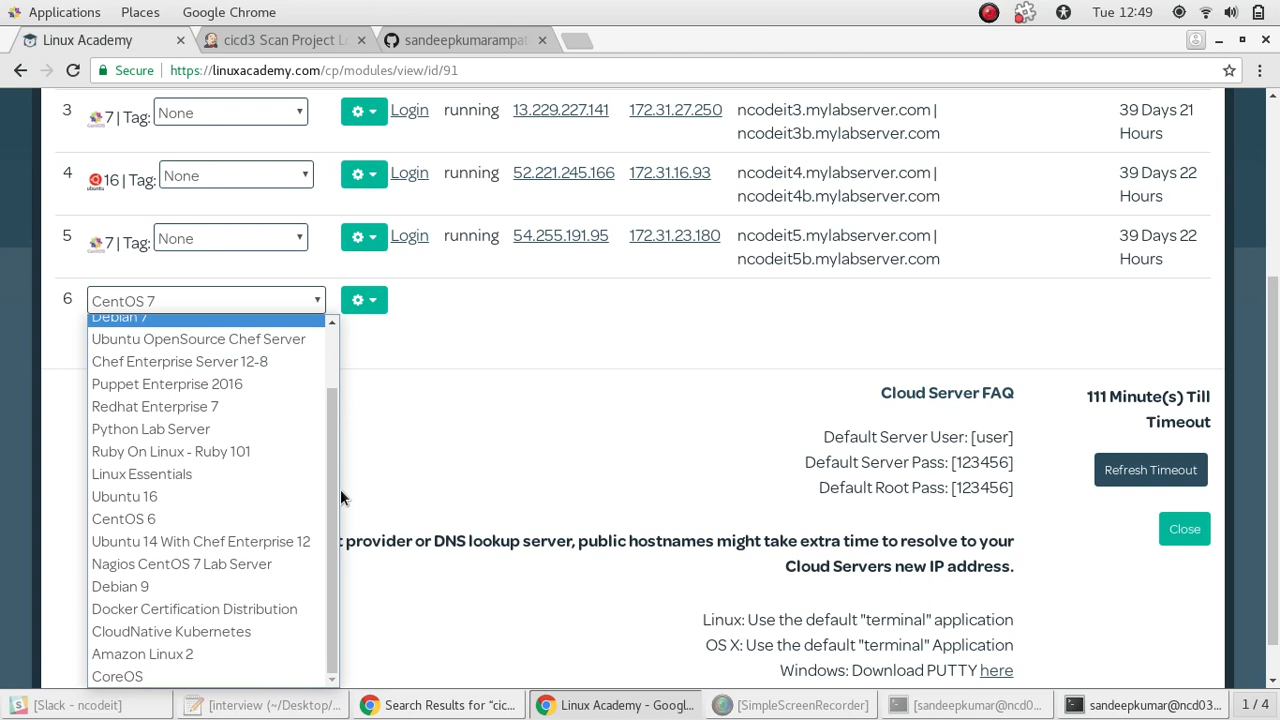 Applications Places Google Chrome Tue 12:49
Linux Academy × cicd3 Scan Project L × sandeepkumarampat ×
Secure https://linuxacademy.com/cp/modules/view/id/91
3 CentOS 7 | Tag: None Login running 13.229.227.141 172.31.27.250 ncodeit3.mylabserver.com | 39 Days 21
ncodeit3b.mylabserver.com Hours
4 ubuntu 16 | Tag: None Login running 52.221.245.166 172.31.16.93 ncodeit4.mylabserver.com | 39 Days 22
ncodeit4b.mylabserver.com Hours
5 CentOS 7 | Tag: None Login running 54.255.191.95 172.31.23.180 ncodeit5.mylabserver.com | 39 Days 22
ncodeit5b.mylabserver.com Hours
6 CentOS 7
Debian 7
Ubuntu OpenSource Chef Server
Chef Enterprise Server 12-8
Puppet Enterprise 2016
Redhat Enterprise 7
Python Lab Server
Ruby On Linux - Ruby 101
Linux Essentials
Ubuntu 16
CentOS 6
Ubuntu 14 With Chef Enterprise 12
Nagios CentOS 7 Lab Server
Debian 9
Docker Certification Distribution
CloudNative Kubernetes
Amazon Linux 2
CoreOS
Cloud Server FAQ
Default Server User: [user]
Default Server Pass: [123456]
Default Root Pass: [123456]
t provider or DNS lookup server, public hostnames might take extra time to resolve to your
Cloud Servers new IP address.
Linux: Use the default "terminal" application
OS X: Use the default "terminal" Application
Windows: Download PUTTY here
111 Minute(s) Till
Timeout
Refresh Timeout
Close
[Slack - ncodeit] [interview (~/Desktop/... Search Results for “cic... Linux Academy - Googl... [SimpleScreenRecorder] [sandeepkumar@ncd0... sandeepkumar@ncd03... 1 / 4